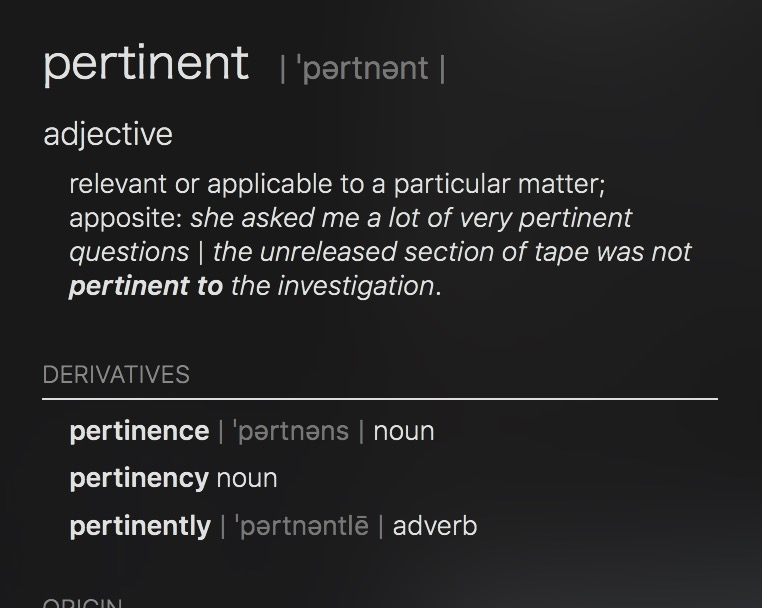 pertinent | ˈpərtnənt |
adjective
relevant or applicable to a particular matter;
apposite: she asked me a lot of very pertinent
questions | the unreleased section of tape was not
pertinent to the investigation.
DERIVATIVES
pertinence | ˈpərtnəns | noun
pertinency noun
pertinently | ˈpərtnəntlē | adverb
ORIGIN